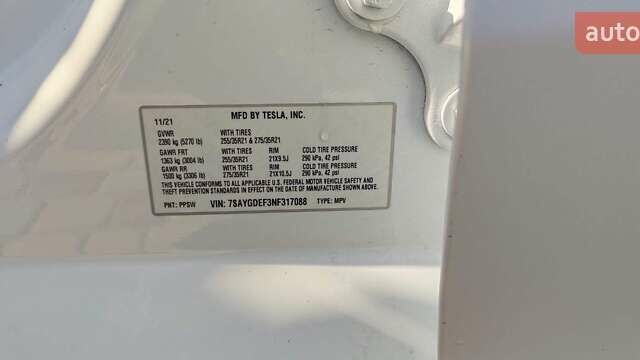 auto
11/21 MFD BY TESLA, INC.
GVWR WITH TIRES
2390 kg (5270 lb) 255/35R21 & 275/35R21
GAWR FRT WITH TIRES RIM COLD TIRE PRESSURE
1363 kg (3004 lb) 255/35R21 21X9.5J 290 kPa, 42 psi
GAWR RR WITH TIRES RIM COLD TIRE PRESSURE
1500 kg (3306 lb) 275/35R21 21X10.5J 290 kPa, 42 psi
THIS VEHICLE CONFORMS TO ALL APPLICABLE U.S. FEDERAL MOTOR VEHICLE SAFETY AND
THEFT PREVENTION STANDARDS IN EFFECT ON THE DATE OF MANUFACTURE SHOWN ABOVE.
PNT: PPSW VIN: 7SAYGDEF3NF317088 TYPE: MPV